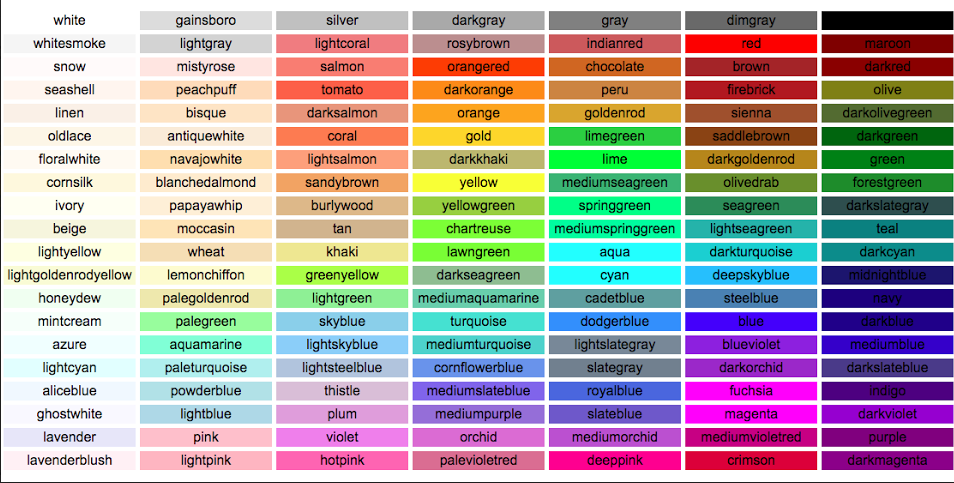 white gainsboro silver darkgray gray dimgray
whitesmoke lightgray lightcoral rosybrown indianred red maroon
snow mistyrose salmon orangered chocolate brown darkred
seashell peachpuff tomato darkorange peru firebrick olive
linen bisque darksalmon orange goldenrod sienna darkolivegreen
oldlace antiquewhite coral gold limegreen saddlebrown darkgreen
floralwhite navajowhite lightsalmon darkkhaki lime darkgoldenrod green
cornsilk blanchedalmond sandybrown yellow mediumseagreen olivedrab forestgreen
ivory papayawhip burlywood yellowgreen springgreen seagreen darkslategray
beige moccasin tan chartreuse mediumspringgreen lightseagreen teal
lightyellow wheat khaki lawngreen aqua darkturquoise darkcyan
lightgoldenrodyellow lemonchiffon greenyellow darkseagreen cyan deepskyblue midnightblue
honeydew palegoldenrod lightgreen mediumaquamarine cadetblue steelblue navy
mintcream palegreen skyblue turquoise dodgerblue blue darkblue
azure aquamarine lightskyblue mediumturquoise lightslategray blueviolet mediumblue
lightcyan paleturquoise lightsteelblue cornflowerblue slategray darkorchid darkslateblue
aliceblue powderblue thistle mediumslateblue royalblue fuchsia indigo
ghostwhite lightblue plum mediumpurple slateblue magenta darkviolet
lavender pink violet orchid mediumorchid mediumvioletred purple
lavenderblush lightpink hotpink palevioletred deeppink crimson darkmagenta